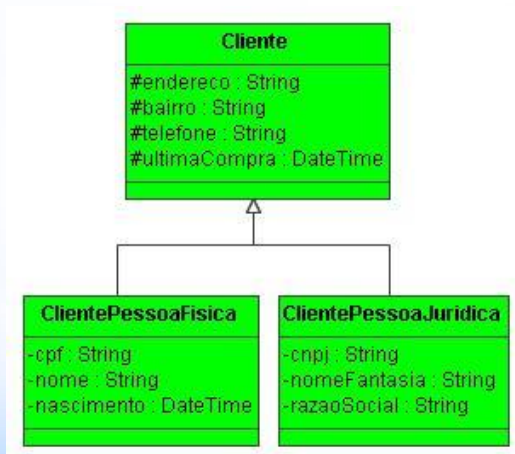 Cliente
#endereco : String
#bairro : String
#telefone : String
#ultimaCompra : DateTime
ClientePessoaFisica
-cpf : String
-nome : String
-nascimento : DateTime
ClientePessoaJuridica
-cnpj : String
-nomeFantasia : String
-razaoSocial : String